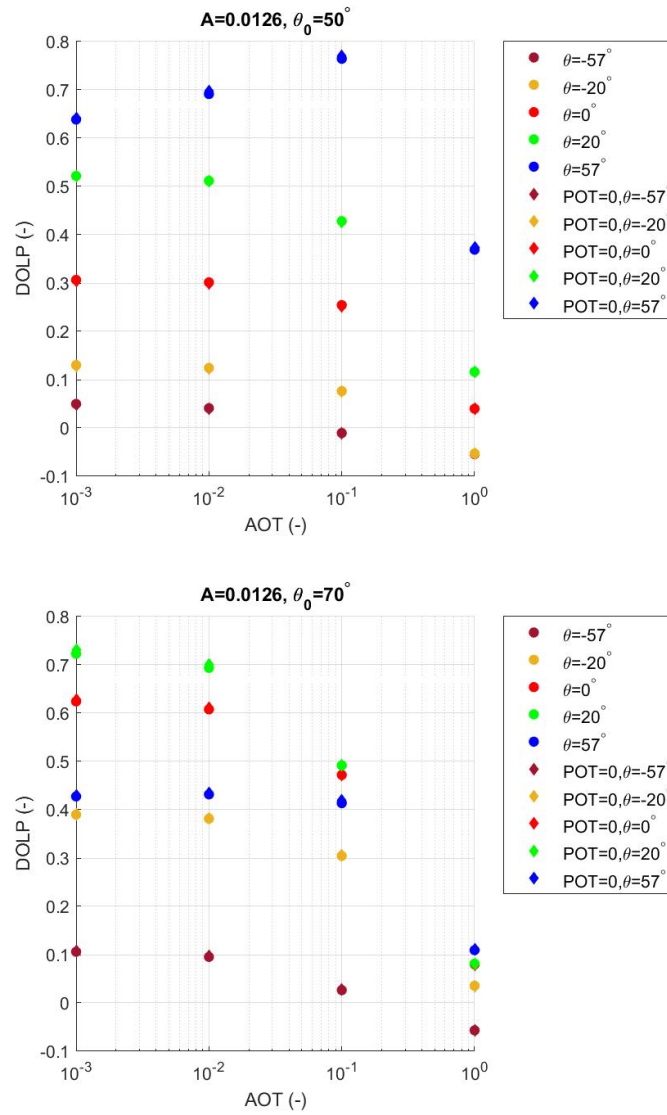 A=0.0126, θ₀=50°
0.8
0.7
0.6
0.5
0.4
0.3
0.2
0.1
0
-0.1
DOLP (-)
10⁻³
10⁻²
10⁻¹
10⁰
AOT (-)
θ=-57°
θ=-20°
θ=0°
θ=20°
θ=57°
POT=0,θ=-57°
POT=0,θ=-20°
POT=0,θ=0°
POT=0,θ=20°
POT=0,θ=57°
A=0.0126, θ₀=70°
0.8
0.7
0.6
0.5
0.4
0.3
0.2
0.1
0
-0.1
DOLP (-)
10⁻³
10⁻²
10⁻¹
10⁰
AOT (-)
θ=-57°
θ=-20°
θ=0°
θ=20°
θ=57°
POT=0,θ=-57°
POT=0,θ=-20°
POT=0,θ=0°
POT=0,θ=20°
POT=0,θ=57°